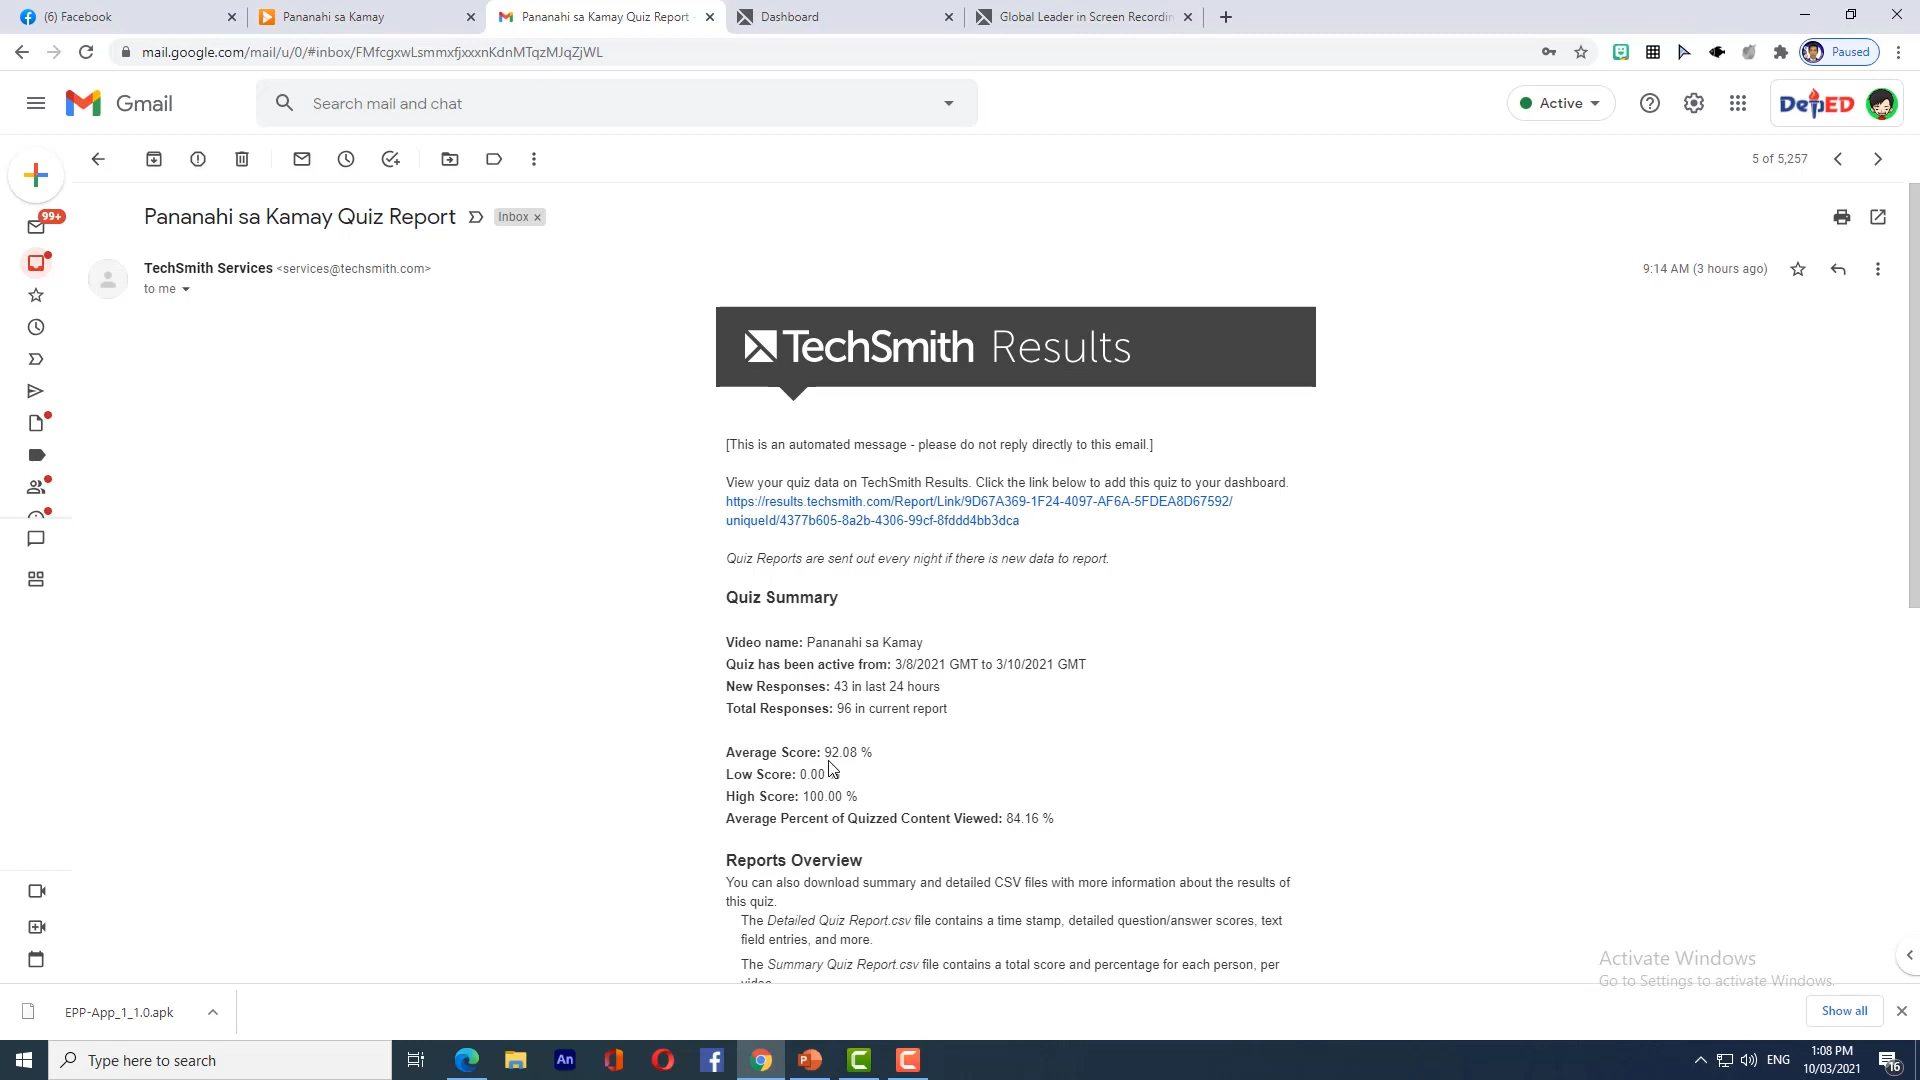 (6) Facebook
Pananahi sa Kamay
Pananahi sa Kamay Quiz Report
Dashboard
Global Leader in Screen Recordin
mail.google.com/mail/u/0/#inbox/FMfcgxwLsmmxfjxxxnKdnMTqzMJqZjWL
Paused
Gmail
Search mail and chat
Active
DepED
5 of 5,257
99+
Pananahi sa Kamay Quiz Report
Inbox ×
TechSmith Services <services@techsmith.com>
9:14 AM (3 hours ago)
to me
TechSmith Results
[This is an automated message - please do not reply directly to this email.]
View your quiz data on TechSmith Results. Click the link below to add this quiz to your dashboard.
https://results.techsmith.com/Report/Link/9D67A369-1F24-4097-AF6A-5FDEA8D67592/
uniqueId/4377b605-8a2b-4306-99cf-8fddd4bb3dca
Quiz Reports are sent out every night if there is new data to report.
Quiz Summary
Video name: Pananahi sa Kamay
Quiz has been active from: 3/8/2021 GMT to 3/10/2021 GMT
New Responses: 43 in last 24 hours
Total Responses: 96 in current report
Average Score: 92.08 %
Low Score: 0.00
High Score: 100.00 %
Average Percent of Quizzed Content Viewed: 84.16 %
Reports Overview
You can also download summary and detailed CSV files with more information about the results of
this quiz.
The Detailed Quiz Report.csv file contains a time stamp, detailed question/answer scores, text
field entries, and more.
The Summary Quiz Report.csv file contains a total score and percentage for each person, per
video.
Activate Windows
Go to Settings to activate Windows.
EPP-App_1_1.0.apk
Show all
Type here to search
An
P
ENG
1:08 PM
10/03/2021
16